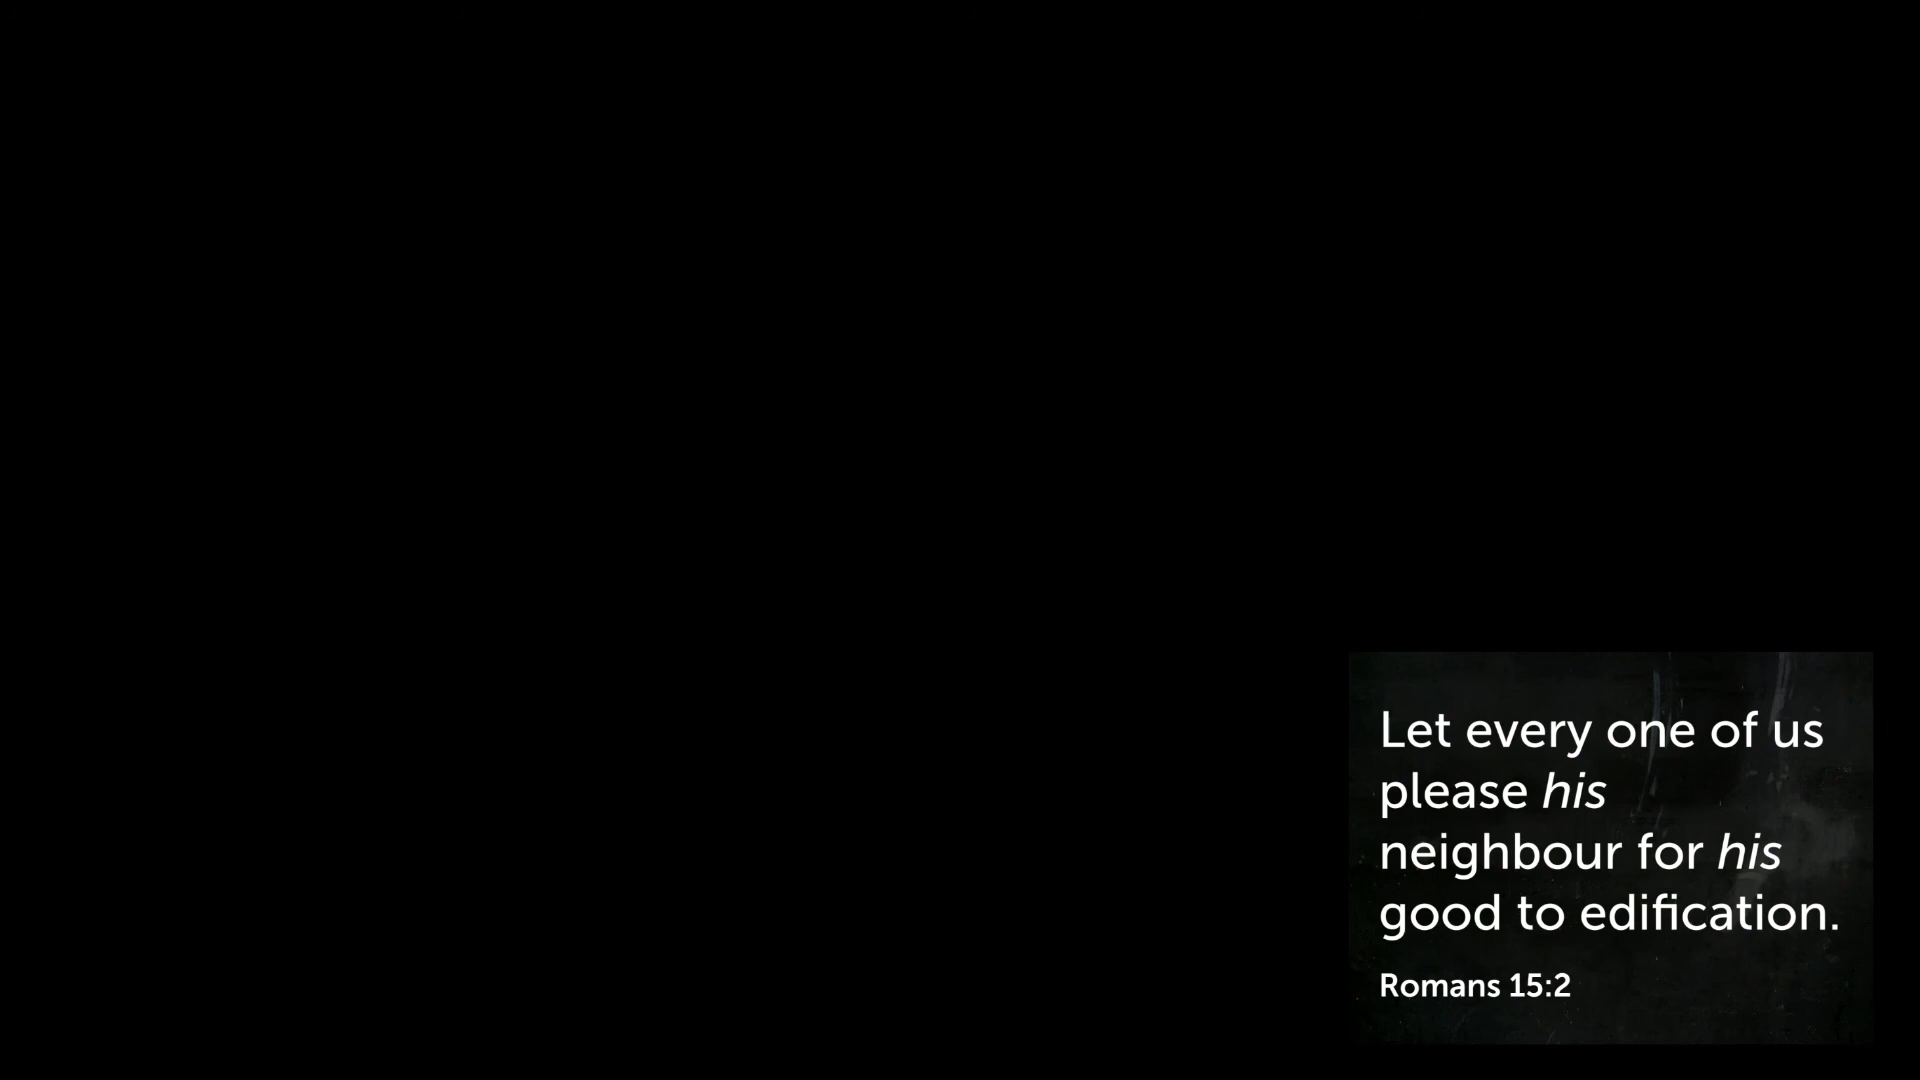 Let every one of us
please his
neighbour for his
good to edification.
Romans 15:2